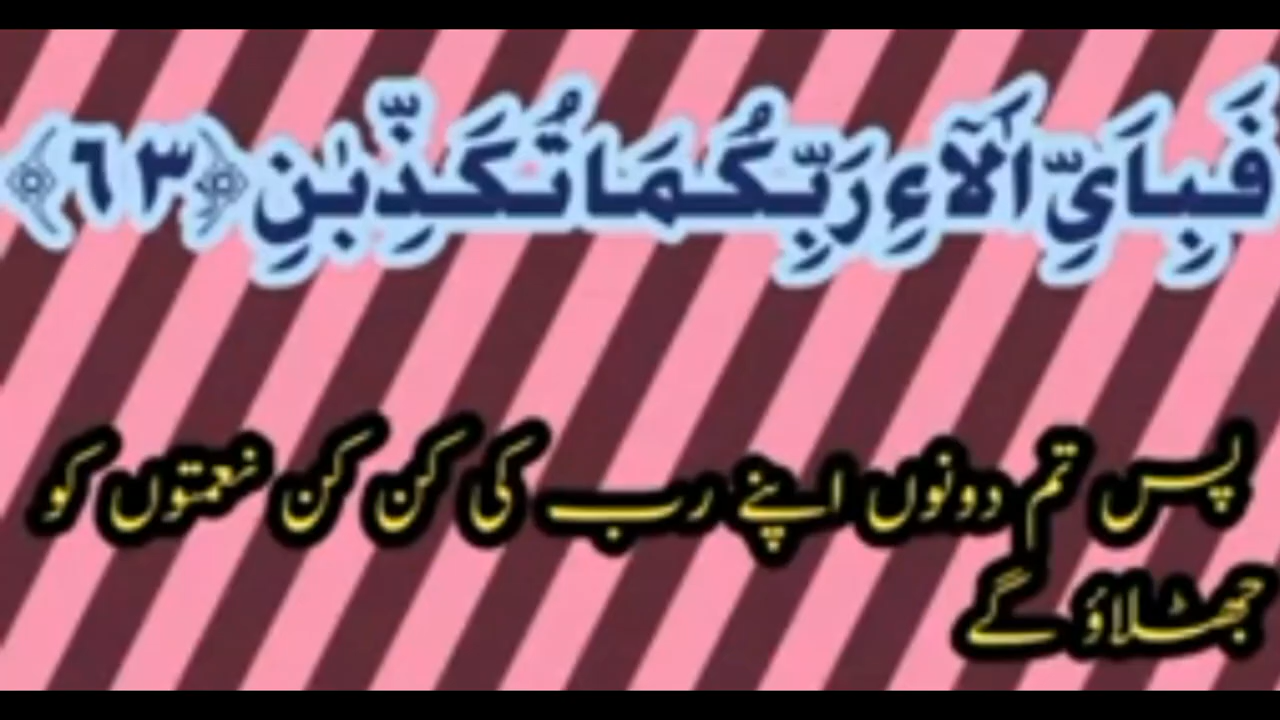 فَبِاَيِّ اٰلَآءِ رَبِّكُمَا تُكَذِّبٰنِ ﴿٦٣﴾
پس تم دونوں اپنے رب کی کن کن نعمتوں کو
جھٹلاؤ گے